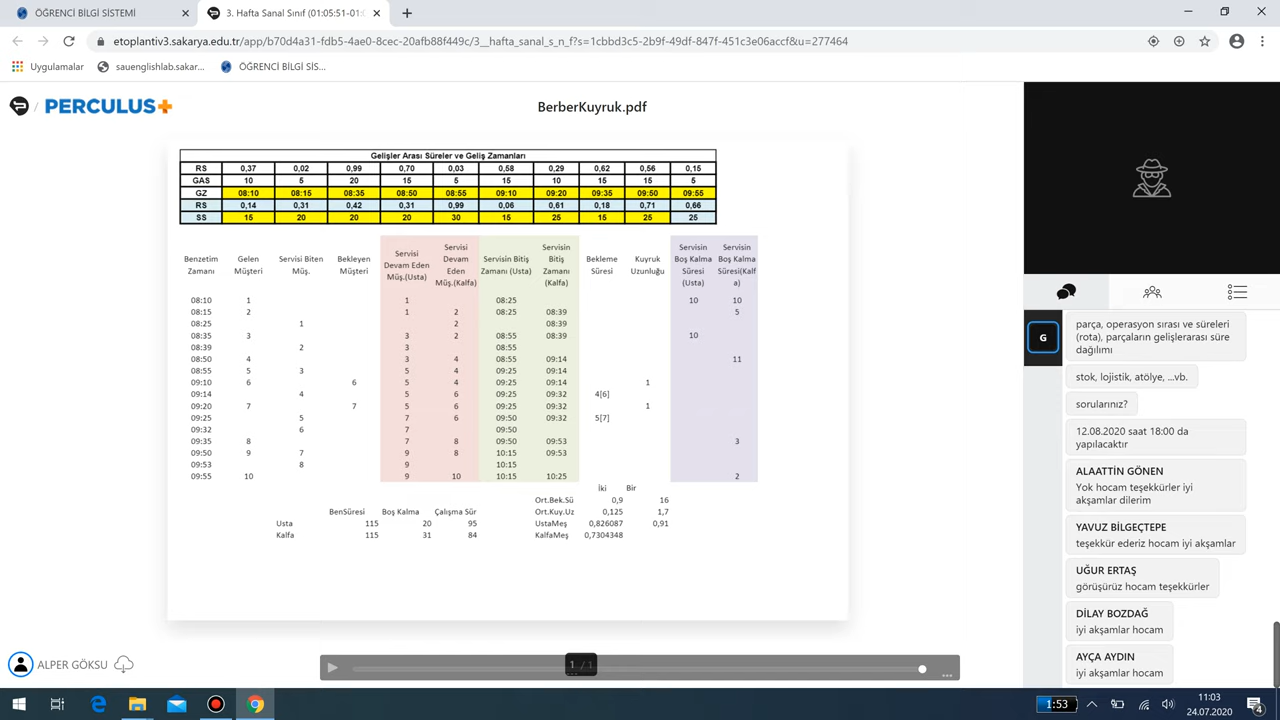 ÖĞRENCİ BİLGİ SİSTEMİ
3. Hafta Sanal Sınıf (01:05:51-01:0
etoplantiv3.sakarya.edu.tr/app/b70d4a31-fdb5-4ae0-8cec-20afb88f449c/3__hafta_sanal_s_n_f?s=1cbbd3c5-2b9f-49df-847f-451c3e06accf&u=277464
Uygulamalar
sauenglishlab.sakar...
ÖĞRENCİ BİLGİ SİS...
/ PERCULUS+
BerberKuyruk.pdf
Gelişler Arası Süreler ve Geliş Zamanları
RS 0,37 0,02 0,99 0,70 0,03 0,58 0,29 0,62 0,56 0,15
GAS 10 5 20 15 5 15 10 15 15 5
GZ 08:10 08:15 08:35 08:50 08:55 09:10 09:20 09:35 09:50 09:55
RS 0,14 0,31 0,42 0,31 0,99 0,06 0,61 0,18 0,71 0,66
SS 15 20 20 20 30 15 25 15 25 25
Benzetim Zamanı
Gelen Müşteri
Servisi Biten Müş.
Bekleyen Müşteri
Servisi Devam Eden Müş.(Usta)
Servisi Devam Eden Müş.(Kalfa)
Servisin Bitiş Zamanı (Usta)
Servisin Bitiş Zamanı (Kalfa)
Bekleme Süresi
Kuyruk Uzunluğu
Servisin Boş Kalma Süresi (Usta)
Servisin Boş Kalma Süresi(Kalfa)
08:10 1 1 08:25 10 10
08:15 2 1 2 08:25 08:39 5
08:25 1 2 08:39
08:35 3 3 2 08:55 08:39 10
08:39 2 3 08:55
08:50 4 3 4 08:55 09:14 11
08:55 5 3 5 4 09:25 09:14
09:10 6 6 5 4 09:25 09:14 1
09:14 4 5 6 09:25 09:32 4[6]
09:20 7 7 5 6 09:25 09:32 1
09:25 5 7 6 09:50 09:32 5[7]
09:32 6 7 09:50
09:35 8 7 8 09:50 09:53 3
09:50 9 7 9 8 10:15 09:53
09:53 8 9 10:15
09:55 10 9 10 10:15 10:25 2
İki Bir
Ort.Bek.Sü 0,9 16
BenSüresi Boş Kalma Çalışma Sür Ort.Kuy.Uz 0,125 1,7
Usta 115 20 95 UstaMeş 0,826087 0,91
Kalfa 115 31 84 KalfaMeş 0,7304348
ALPER GÖKSU
1 / 1
G
parça, operasyon sırası ve süreleri
(rota), parçaların gelişlerarası süre
dağılımı
stok, lojistik, atölye, ...vb.
sorularınız?
12.08.2020 saat 18:00 da
yapılacaktır
ALAATTİN GÖNEN
Yok hocam teşekkürler iyi
akşamlar dilerim
YAVUZ BİLGEÇTEPE
teşekkür ederiz hocam iyi akşamlar
UĞUR ERTAŞ
görüşürüz hocam teşekkürler
DİLAY BOZDAĞ
iyi akşamlar hocam
AYÇA AYDIN
iyi akşamlar hocam
1:53
11:03
24.07.2020
4